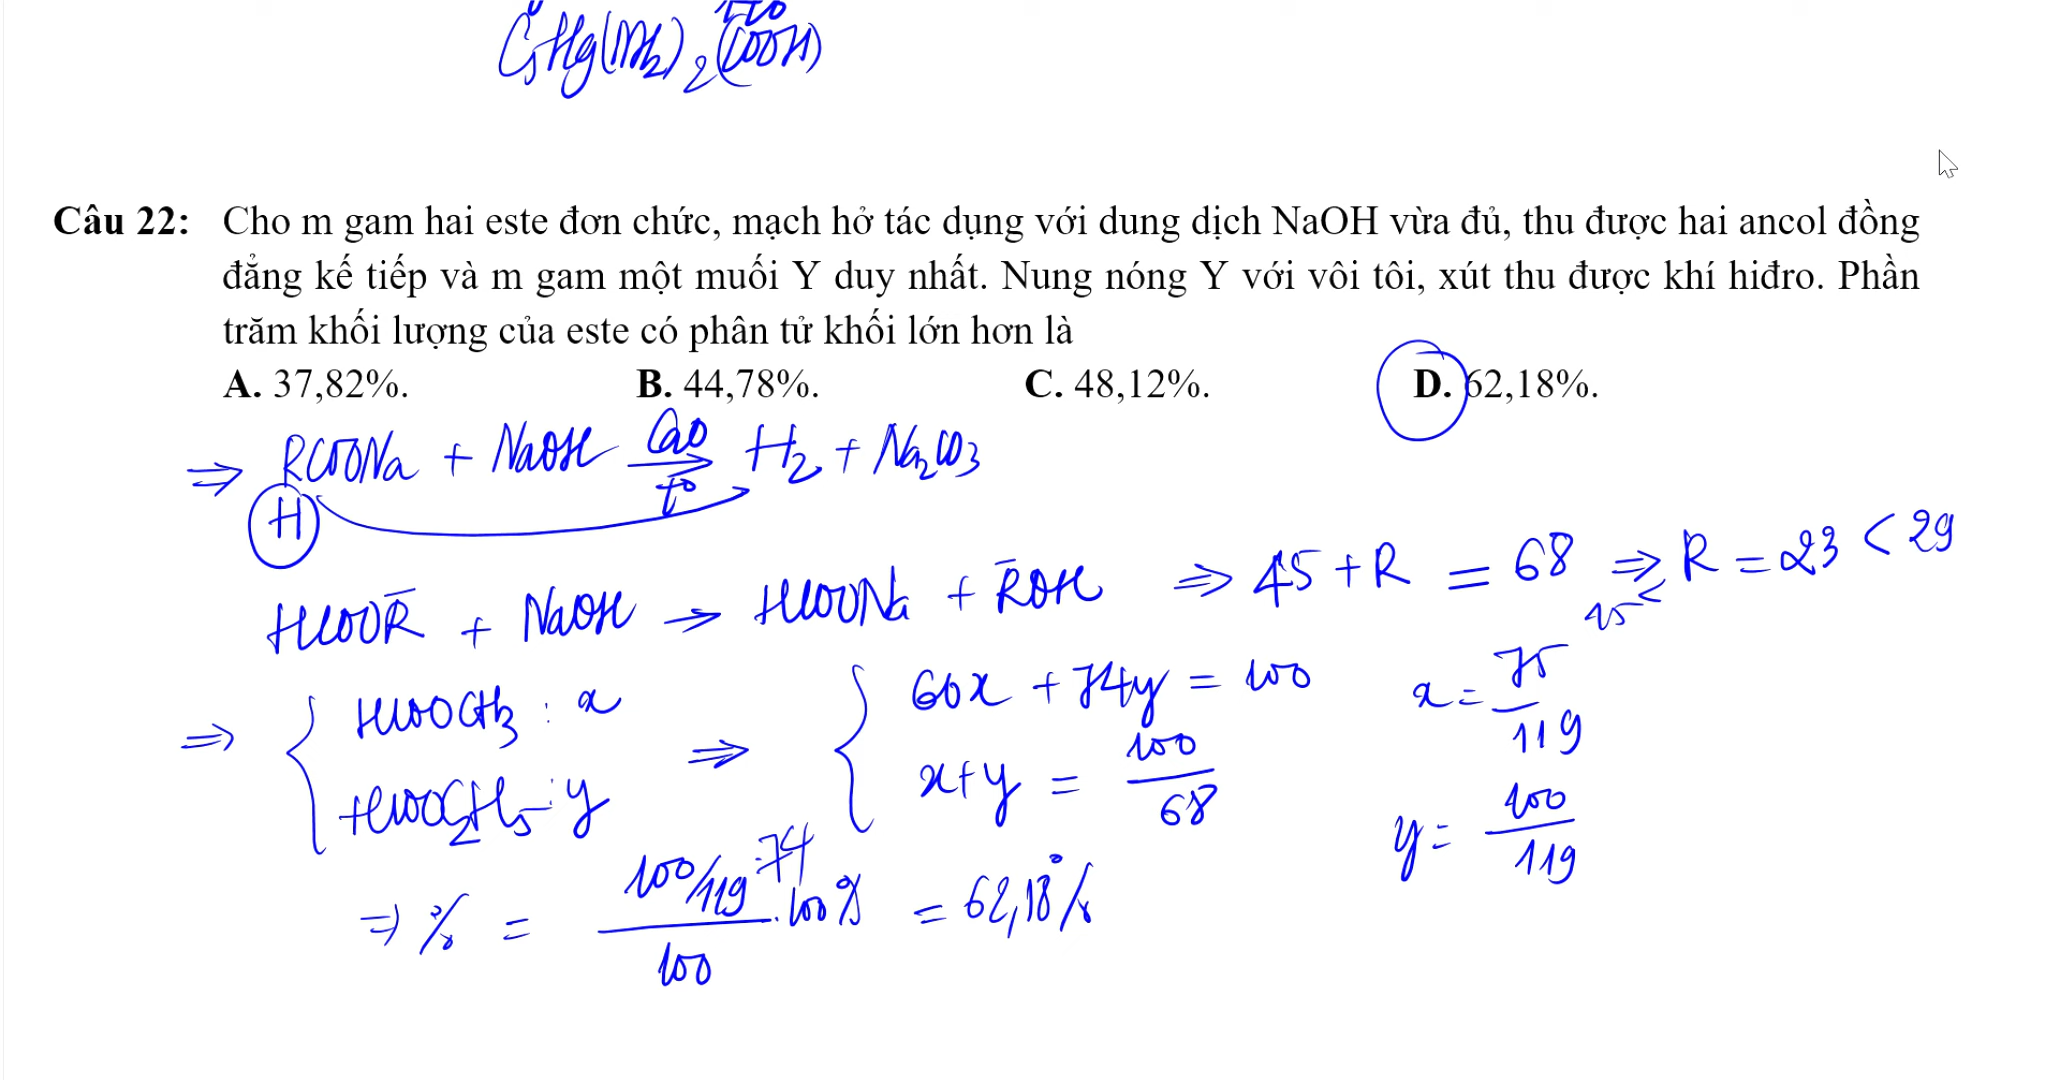 C₅H₉(NH₂)₂(COOH)
Câu 22: Cho m gam hai este đơn chức, mạch hở tác dụng với dung dịch NaOH vừa đủ, thu được hai ancol đồng
đẳng kế tiếp và m gam một muối Y duy nhất. Nung nóng Y với vôi tôi, xút thu được khí hiđro. Phần
trăm khối lượng của este có phân tử khối lớn hơn là
A. 37,82%. B. 44,78%. C. 48,12%. D. 62,18%.
⇒ RCOONa + NaOH →(CaO, t⁰) H₂ + Na₂CO₃
H
HCOOR̄ + NaOH → HCOONa + R̄OH ⇒ 45 + R = 68 ⇒ 15 < R = 23 < 29
⇒ { HCOOCH₃ : x ⇒ { 60x + 74y = 100 x = 75/119
HCOOC₂H₅ : y x + y = 100/68 y = 100/119
⇒ % = (100/119 · 74)/100 · 100% = 62,18%